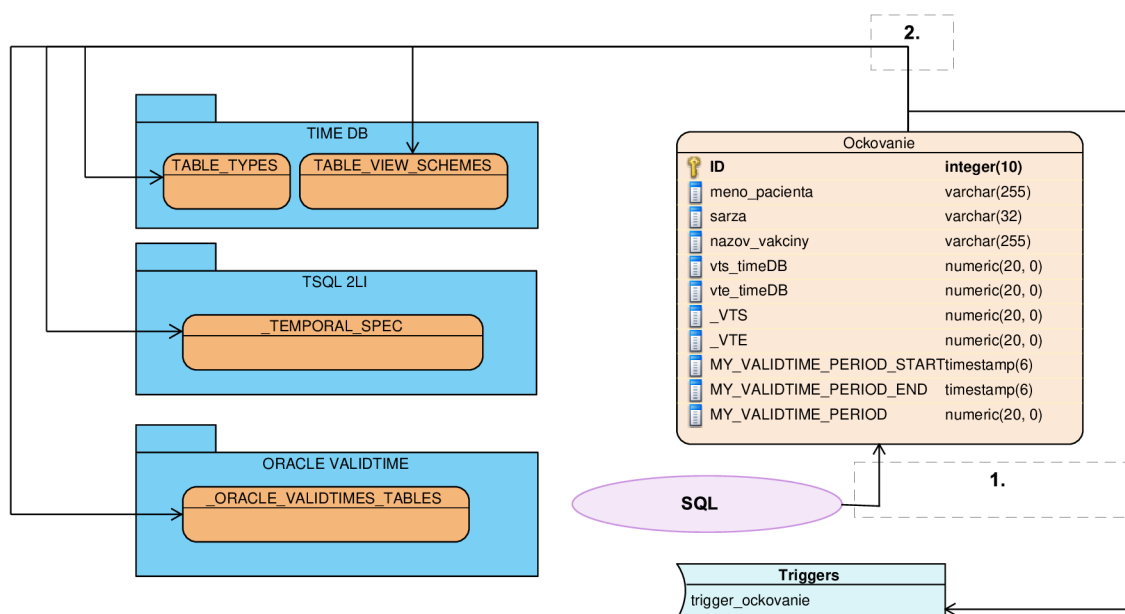 2.
TIME DB
TABLE_TYPES
TABLE_VIEW_SCHEMES
TSQL 2LI
_TEMPORAL_SPEC
ORACLE VALIDTIME
_ORACLE_VALIDTIMES_TABLES
Ockovanie
ID integer(10)
meno_pacienta varchar(255)
sarza varchar(32)
nazov_vakciny varchar(255)
vts_timeDB numeric(20, 0)
vte_timeDB numeric(20, 0)
_VTS numeric(20, 0)
_VTE numeric(20, 0)
MY_VALIDTIME_PERIOD_START timestamp(6)
MY_VALIDTIME_PERIOD_END timestamp(6)
MY_VALIDTIME_PERIOD numeric(20, 0)
1.
SQL
Triggers
trigger_ockovanie